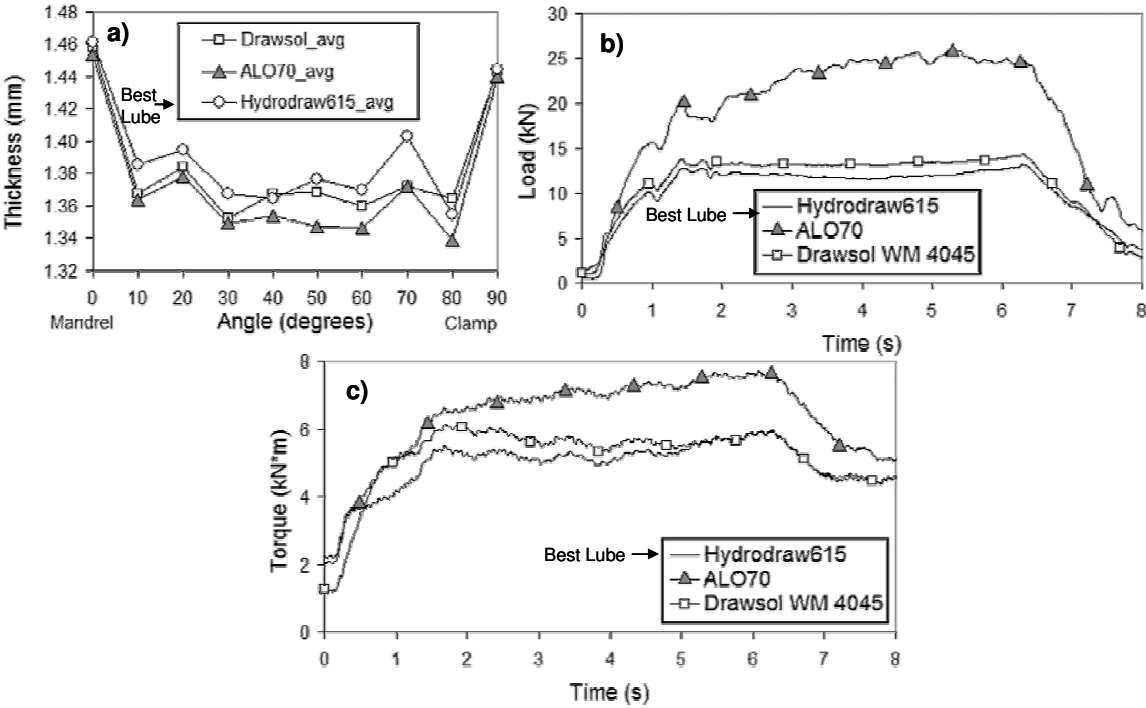 a)
Thickness (mm)
1.48
1.46
1.44
1.42
1.40
1.38
1.36
1.34
1.32
Drawsol_avg
ALO70_avg
Hydrodraw615_avg
Best
Lube
0 10 20 30 40 50 60 70 80 90
Mandrel Angle (degrees) Clamp
b)
Load (kN)
30
25
20
15
10
5
0
Best Lube
Hydrodraw615
ALO70
Drawsol WM 4045
0 1 2 3 4 5 6 7 8
Time (s)
c)
Torque (kN*m)
8
6
4
2
0
Best Lube
Hydrodraw615
ALO70
Drawsol WM 4045
0 1 2 3 4 5 6 7 8
Time (s)